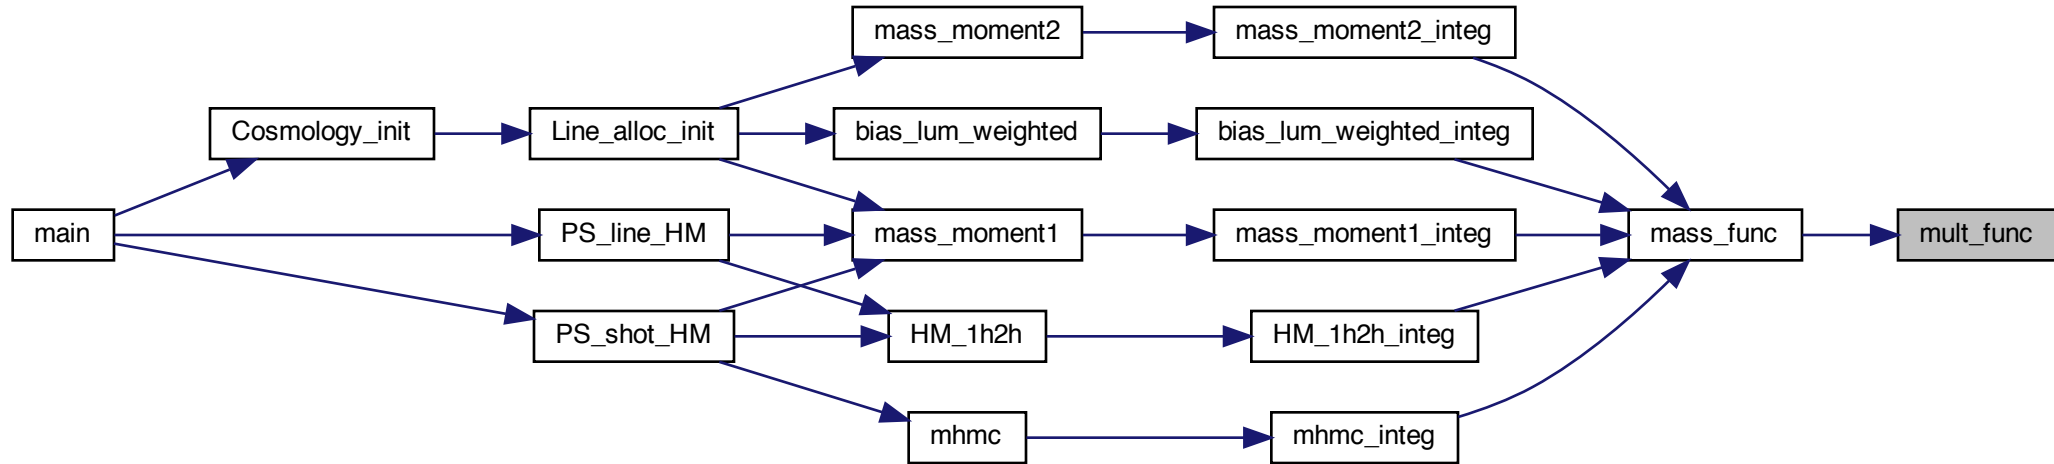 mass_moment2
mass_moment2_integ
Cosmology_init
Line_alloc_init
bias_lum_weighted
bias_lum_weighted_integ
main
PS_line_HM
mass_moment1
mass_moment1_integ
mass_func
mult_func
PS_shot_HM
HM_1h2h
HM_1h2h_integ
mhmc
mhmc_integ